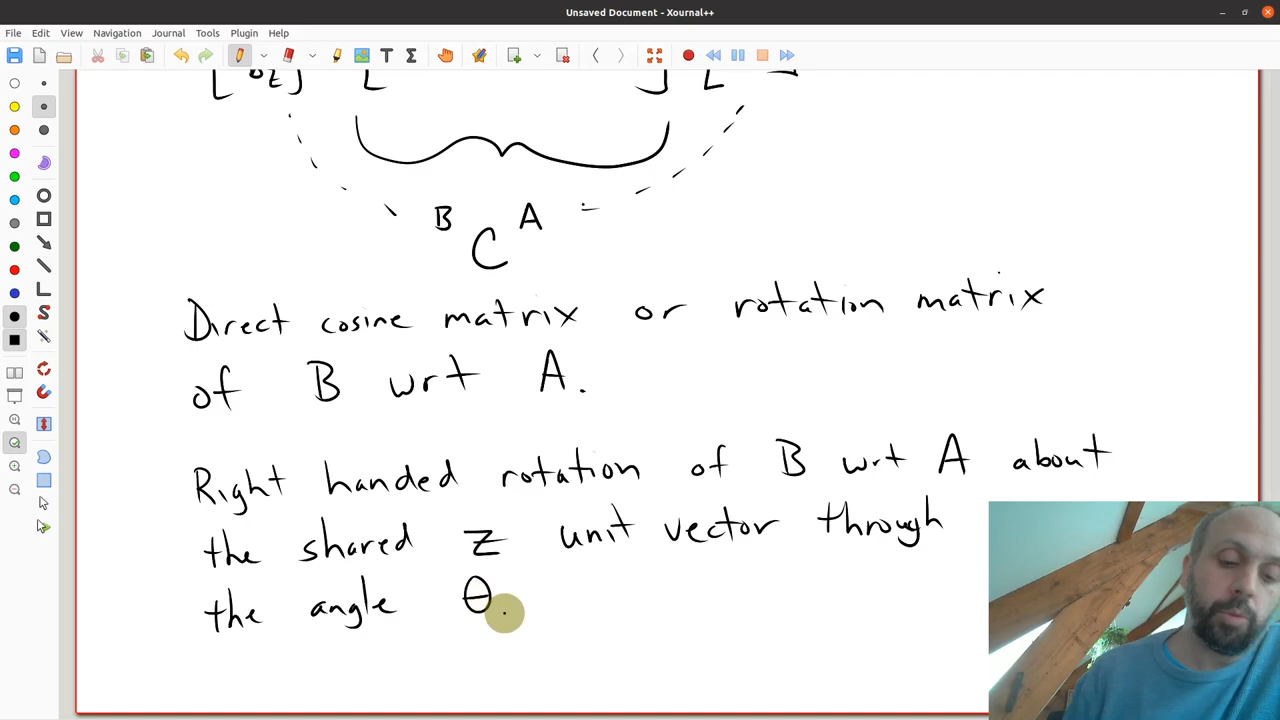 Unsaved Document - Xournal++
File Edit View Navigation Journal Tools Plugin Help
[ bz ] [ ] [
B C A
Direct cosine matrix or rotation matrix
of B wrt A.
Right handed rotation of B wrt A about
the shared z unit vector through
the angle θ.